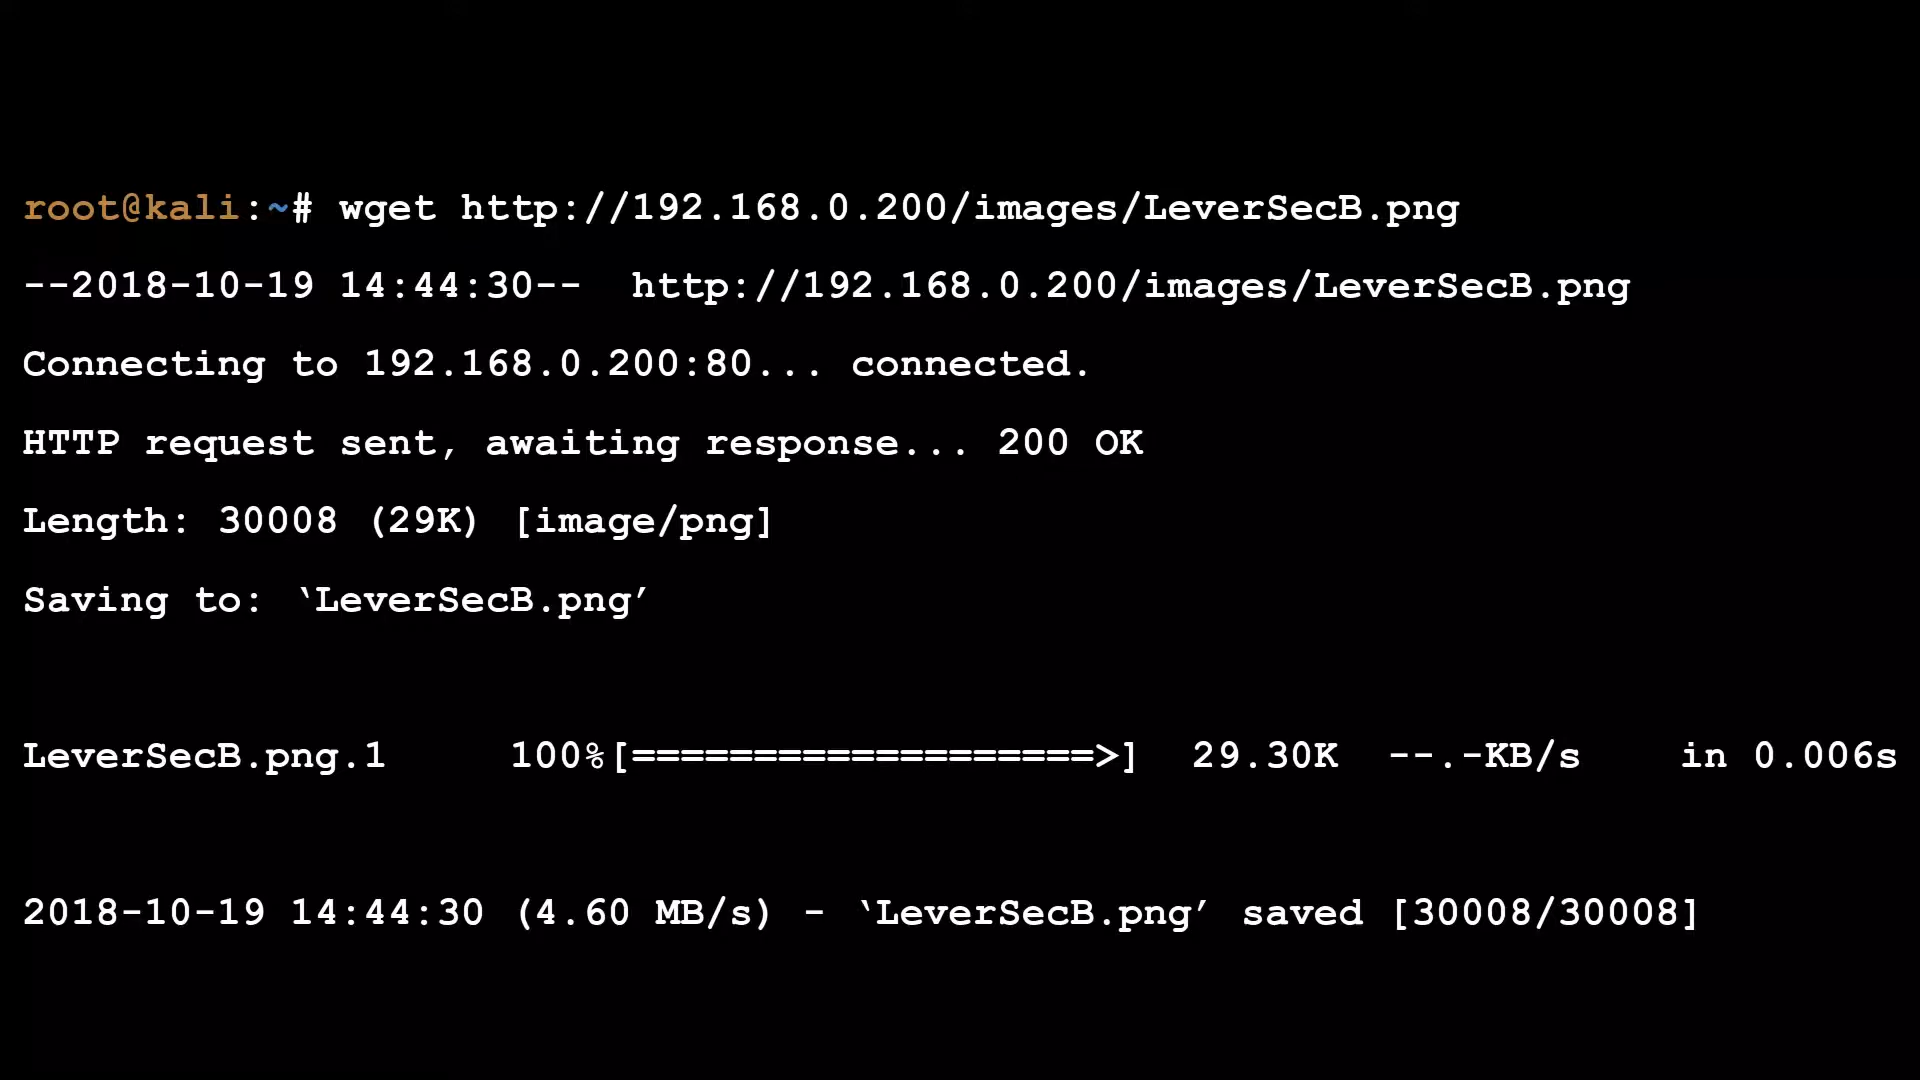 root@kali:~# wget http://192.168.0.200/images/LeverSecB.png
--2018-10-19 14:44:30--  http://192.168.0.200/images/LeverSecB.png
Connecting to 192.168.0.200:80... connected.
HTTP request sent, awaiting response... 200 OK
Length: 30008 (29K) [image/png]
Saving to: ‘LeverSecB.png’
LeverSecB.png.1     100%[===================>]  29.30K  --.-KB/s    in 0.006s
2018-10-19 14:44:30 (4.60 MB/s) - ‘LeverSecB.png’ saved [30008/30008]